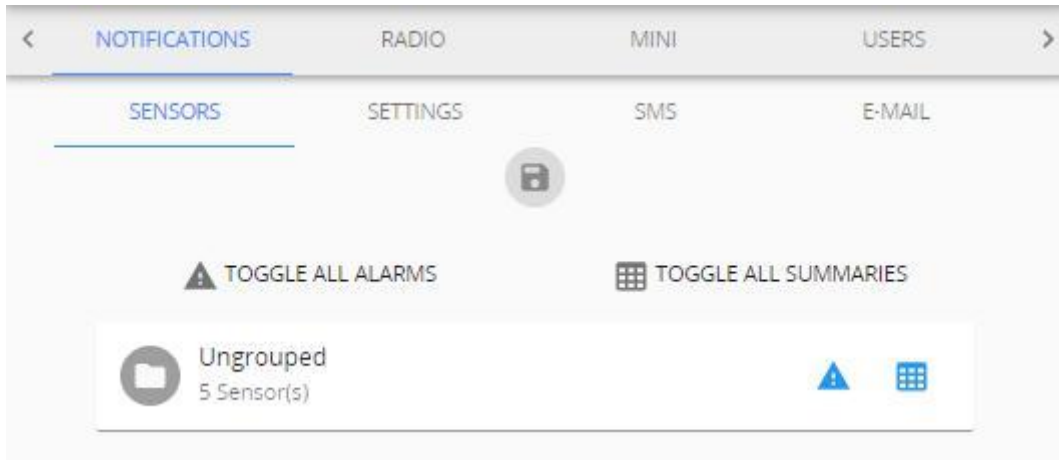 NOTIFICATIONS RADIO MINI USERS
SENSORS SETTINGS SMS E-MAIL
TOGGLE ALL ALARMS TOGGLE ALL SUMMARIES
Ungrouped
5 Sensor(s)